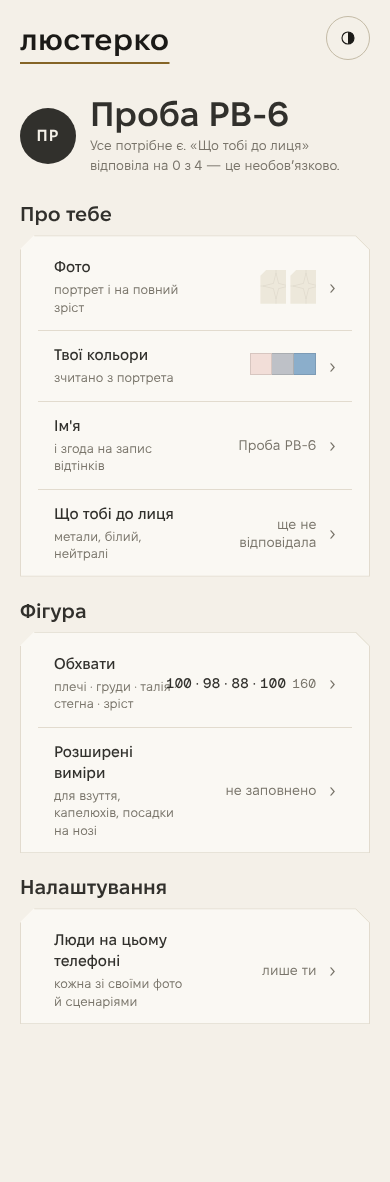 люстерко
ПР
Проба РВ-6
Усе потрібне є. «Що тобі до лиця»
відповіла на 0 з 4 — це необов’язково.
Про тебе
Фото
портрет і на повний
зріст
Твої кольори
зчитано з портрета
Ім'я
і згода на запис
відтінків
Проба РВ-6
Що тобі до лиця
метали, білий,
нейтралі
ще не
відповідала
Фігура
Обхвати
плечі · груди · талія
стегна · зріст
100 · 98 · 88 · 100 160
Розширені
виміри
для взуття,
капелюхів, посадки
на нозі
не заповнено
Налаштування
Люди на цьому
телефоні
кожна зі своїми фото
й сценаріями
лише ти